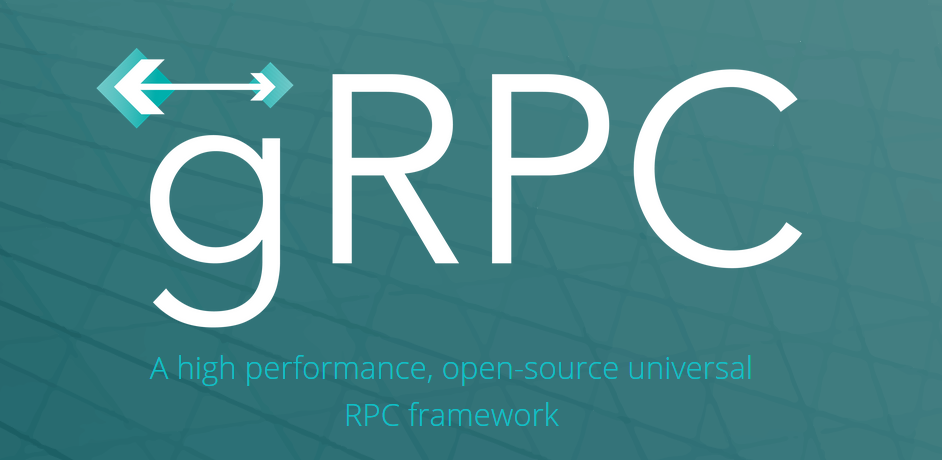 gRPC
A high performance, open-source universal
RPC framework